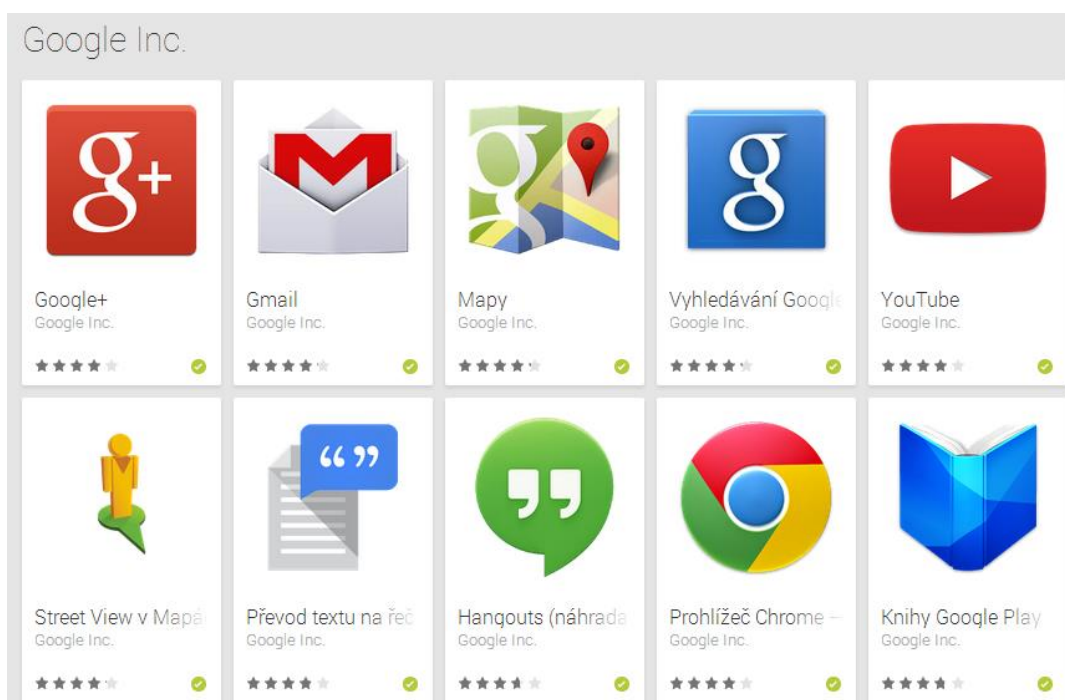 Google Inc.
g+
Google+
Google Inc.
Gmail
Google Inc.
g
Mapy
Google Inc.
g
Vyhledávání Google
Google Inc.
YouTube
Google Inc.
Street View v Mapá
Google Inc.
“ ”
Převod textu na řeč
Google Inc.
Hangouts (náhrada
Google Inc.
Prohlížeč Chrome –
Google Inc.
Knihy Google Play
Google Inc.